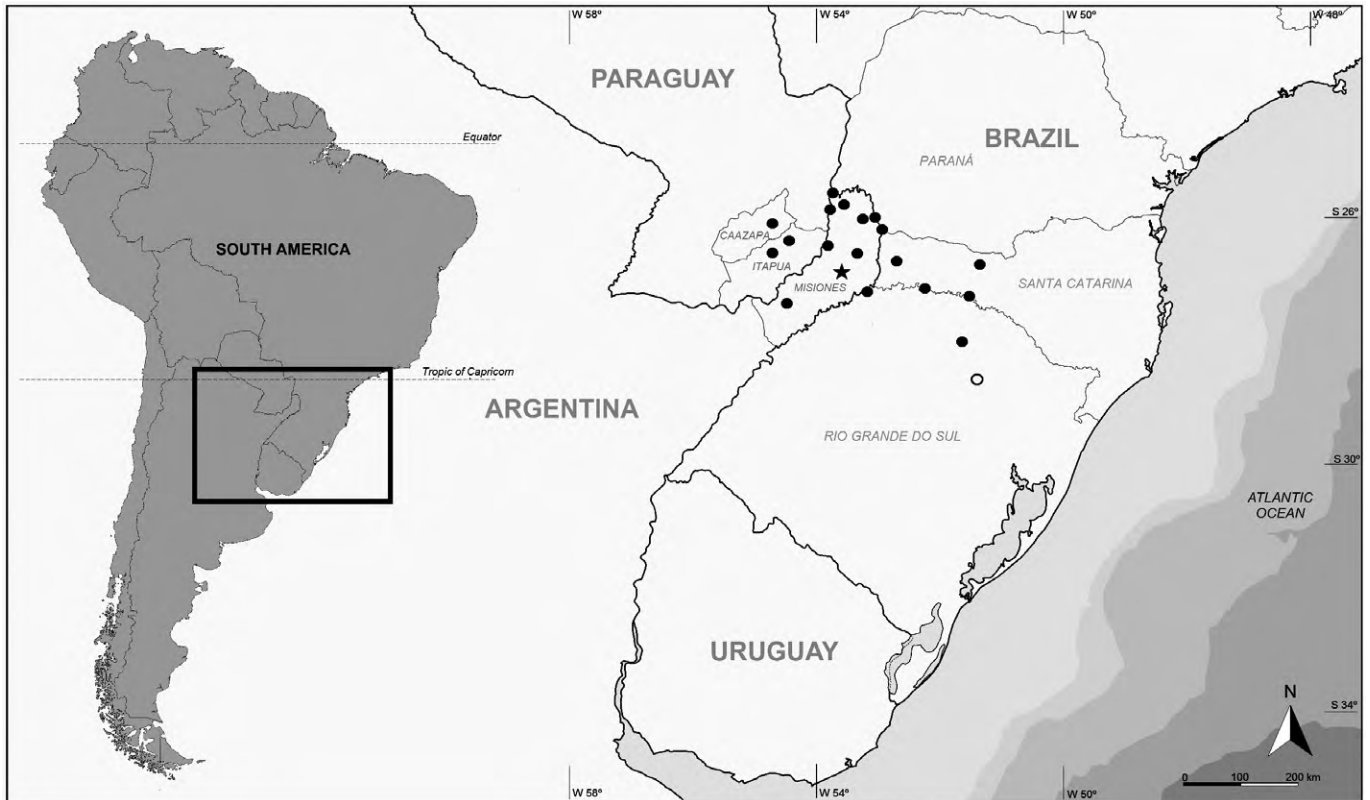 W 58º
W 54º
W 50º
W 48º
PARAGUAY
BRAZIL
PARANÁ
Equator
S 26º
CAAZAPA
SOUTH AMERICA
ITAPUA
MISIONES
SANTA CATARINA
Tropic of Capricorn
ARGENTINA
RIO GRANDE DO SUL
S 30º
ATLANTIC
OCEAN
URUGUAY
N
S 34º
0 100 200 km
W 58º
W 54º
W 50º